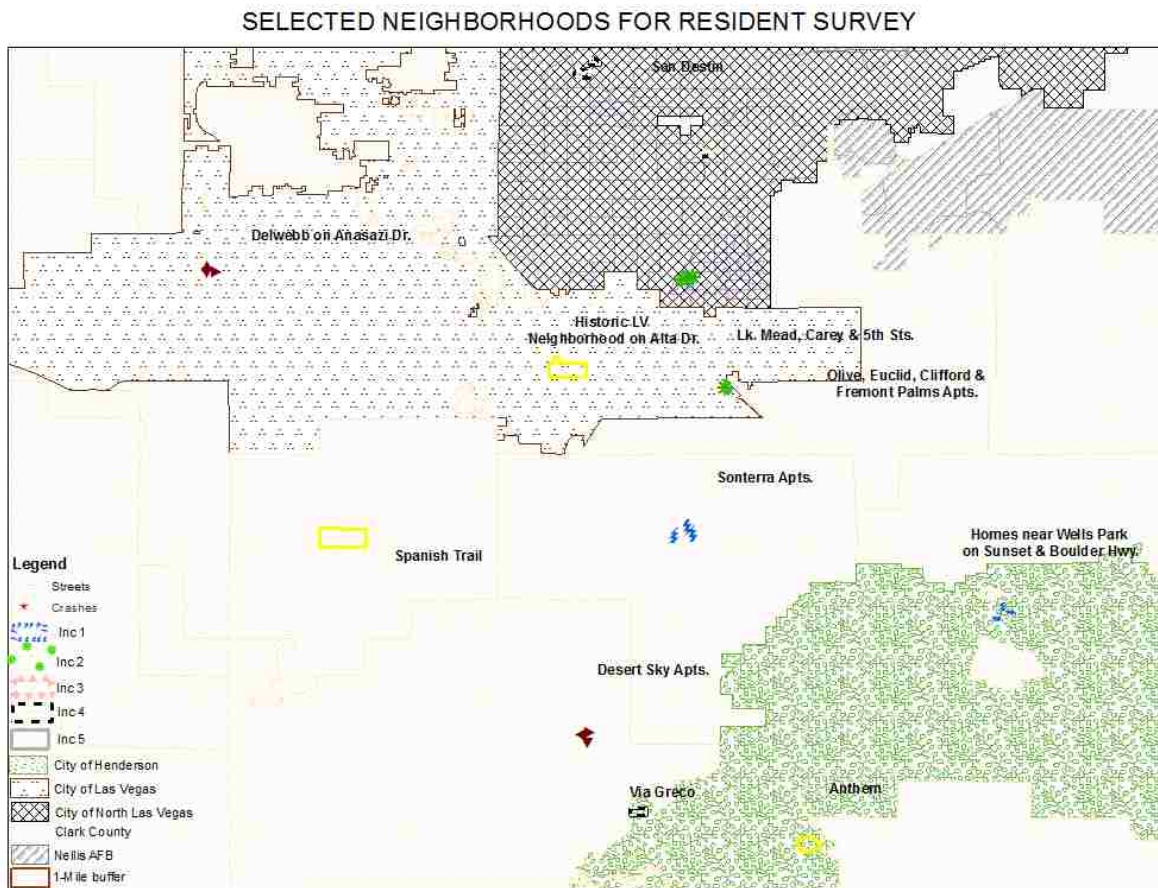 SELECTED NEIGHBORHOODS FOR RESIDENT SURVEY
San Destin
Delwebb on Anasazi Dr.
Historic LV
Neighborhood on Alta Dr.
Lk. Mead, Carey & 5th Sts.
Olive, Euclid, Clifford &
Fremont Palms Apts.
Sonterra Apts.
Spanish Trail
Homes near Wells Park
on Sunset & Boulder Hwy.
Desert Sky Apts.
Via Greco
Anthem
Legend
Streets
Crashes
Inc 1
Inc 2
Inc 3
Inc 4
Inc 5
City of Henderson
City of Las Vegas
City of North Las Vegas
Clark County
Nellis AFB
1-Mile buffer